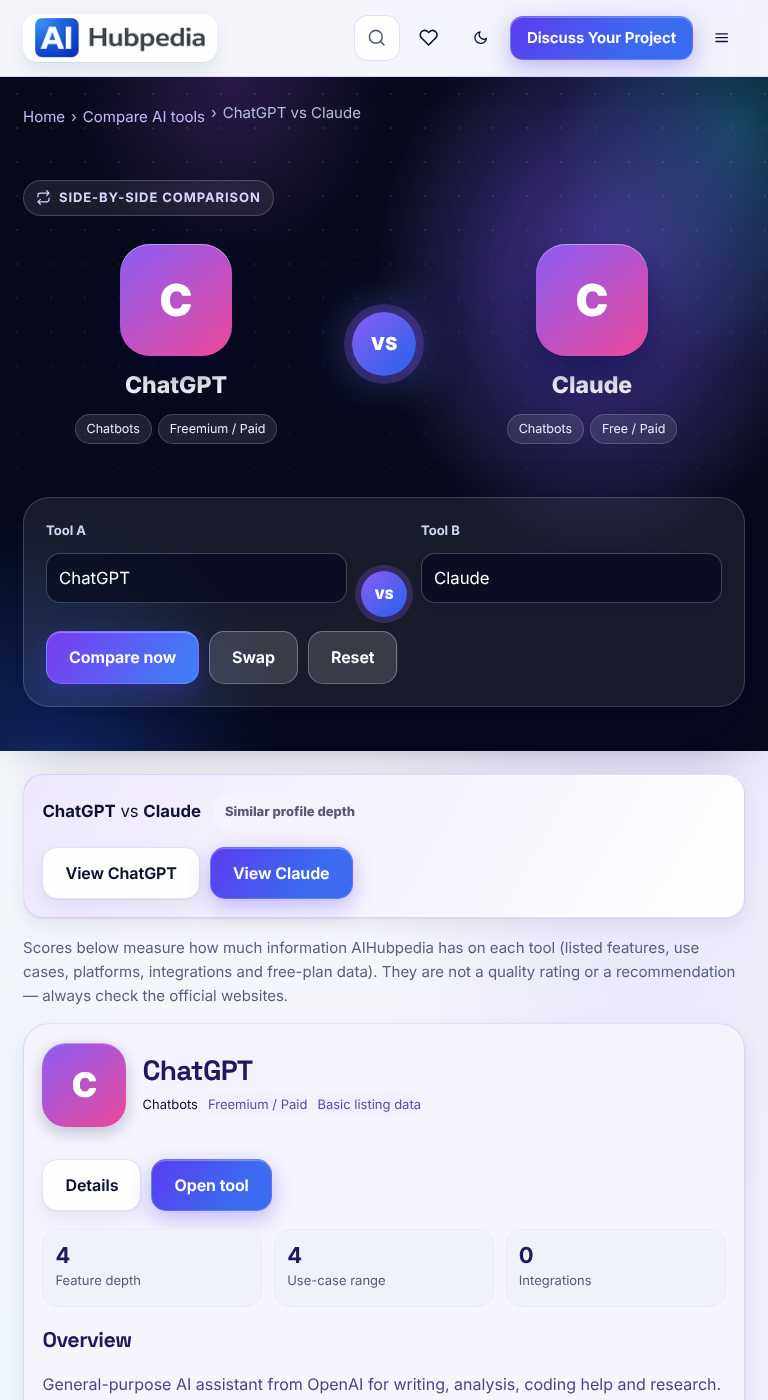 AI Hubpedia
Discuss Your Project
Home › Compare AI tools › ChatGPT vs Claude
SIDE-BY-SIDE COMPARISON
C
C
VS
ChatGPT
Claude
Chatbots
Freemium / Paid
Chatbots
Free / Paid
Tool A
Tool B
ChatGPT
VS
Claude
Compare now
Swap
Reset
ChatGPT vs Claude
Similar profile depth
View ChatGPT
View Claude
Scores below measure how much information AIHubpedia has on each tool (listed features, use
cases, platforms, integrations and free-plan data). They are not a quality rating or a recommendation
— always check the official websites.
C
ChatGPT
Chatbots Freemium / Paid Basic listing data
Details
Open tool
4
Feature depth
4
Use-case range
0
Integrations
Overview
General-purpose AI assistant from OpenAI for writing, analysis, coding help and research.